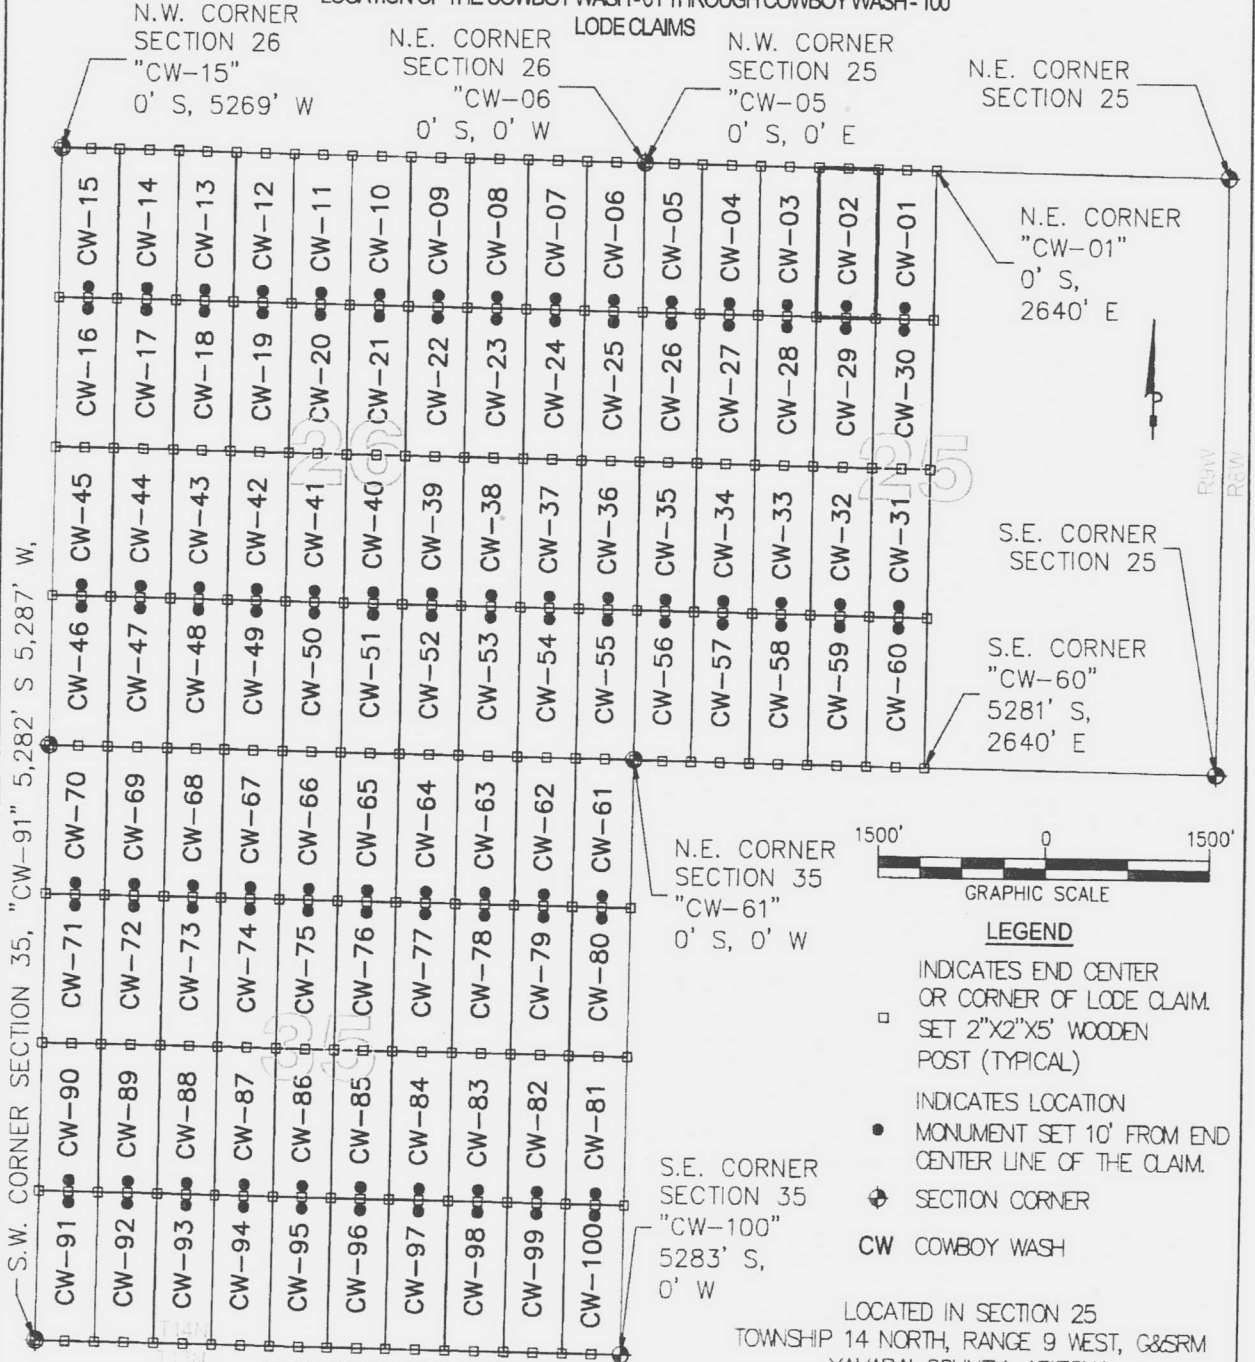 LOCATION OF THE COWBOY WASH-01 THROUGH COWBOY WASH - 100
LODE CLAIMS
N.W. CORNER
SECTION 26
"CW-15"
0' S, 5269' W
N.E. CORNER
SECTION 26
"CW-06
0' S, 0' W
N.W. CORNER
SECTION 25
"CW-05
0' S, 0' E
N.E. CORNER
SECTION 25
CW-15 CW-14 CW-13 CW-12 CW-11 CW-10 CW-09 CW-08 CW-07 CW-06 CW-05 CW-04 CW-03 CW-02 CW-01
N.E. CORNER
"CW-01"
0' S,
2640' E
CW-16 CW-17 CW-18 CW-19 CW-20 CW-21 CW-22 CW-23 CW-24 CW-25 CW-26 CW-27 CW-28 CW-29 CW-30
26
25
R9W
R8W
CW-45 CW-44 CW-43 CW-42 CW-41 CW-40 CW-39 CW-38 CW-37 CW-36 CW-35 CW-34 CW-33 CW-32 CW-31
S.E. CORNER
SECTION 25
CW-46 CW-47 CW-48 CW-49 CW-50 CW-51 CW-52 CW-53 CW-54 CW-55 CW-56 CW-57 CW-58 CW-59 CW-60
S.E. CORNER
"CW-60"
5281' S,
2640' E
S.W. CORNER SECTION 35, "CW-91" 5,282' S 5,287' W,
CW-70 CW-69 CW-68 CW-67 CW-66 CW-65 CW-64 CW-63 CW-62 CW-61
N.E. CORNER
SECTION 35
"CW-61"
0' S, 0' W
CW-71 CW-72 CW-73 CW-74 CW-75 CW-76 CW-77 CW-78 CW-79 CW-80
35
CW-90 CW-89 CW-88 CW-87 CW-86 CW-85 CW-84 CW-83 CW-82 CW-81
CW-91 CW-92 CW-93 CW-94 CW-95 CW-96 CW-97 CW-98 CW-99 CW-100
S.E. CORNER
SECTION 35
"CW-100"
5283' S,
0' W
T14N
1500' 0 1500'
GRAPHIC SCALE
LEGEND
INDICATES END CENTER
OR CORNER OF LODE CLAIM.
SET 2"X2"X5' WOODEN
POST (TYPICAL)
INDICATES LOCATION
MONUMENT SET 10' FROM END
CENTER LINE OF THE CLAIM.
SECTION CORNER
CW COWBOY WASH
LOCATED IN SECTION 25
TOWNSHIP 14 NORTH, RANGE 9 WEST, G&SRM